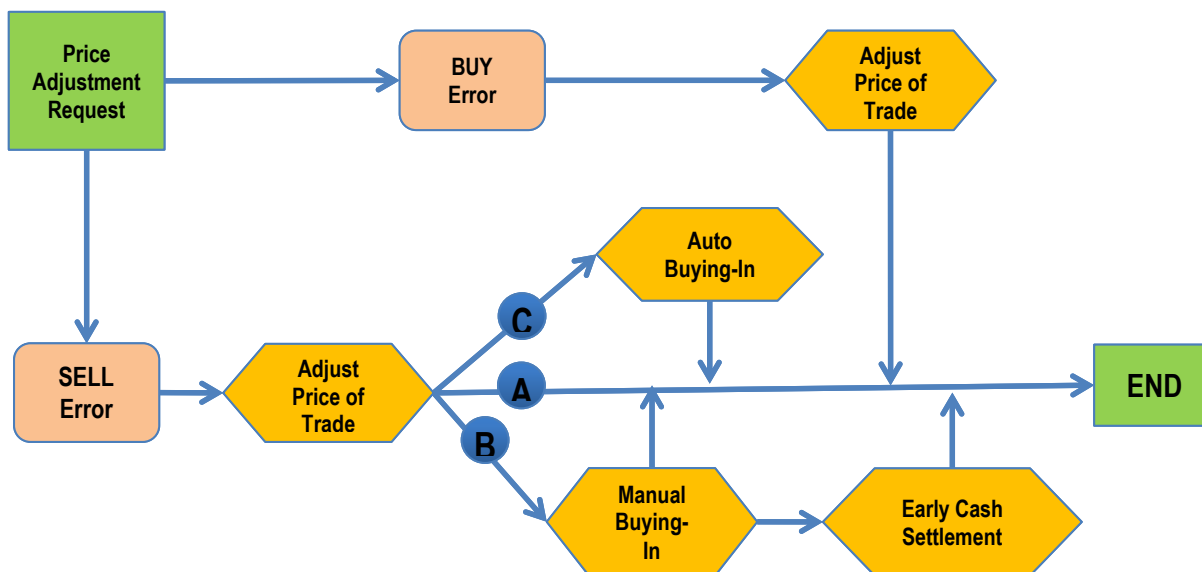 Price
Adjustment
Request
BUY
Error
Adjust
Price of
Trade
Auto
Buying-In
C
SELL
Error
Adjust
Price of
Trade
A
END
B
Manual
Buying-
In
Early Cash
Settlement